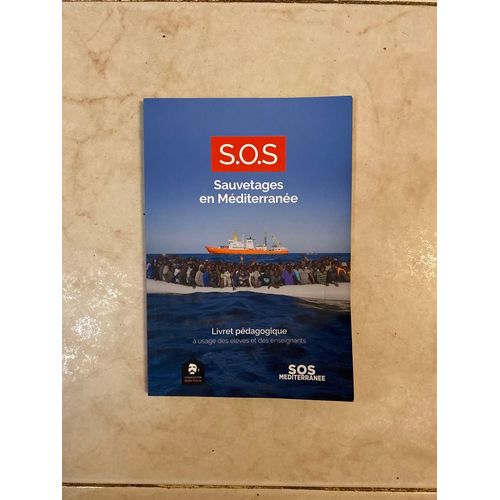 S.O.S
Sauvetages
en Méditerranée
Livret pédagogique
à usage des élèves et des enseignants
SOS
MEDITERRANEE